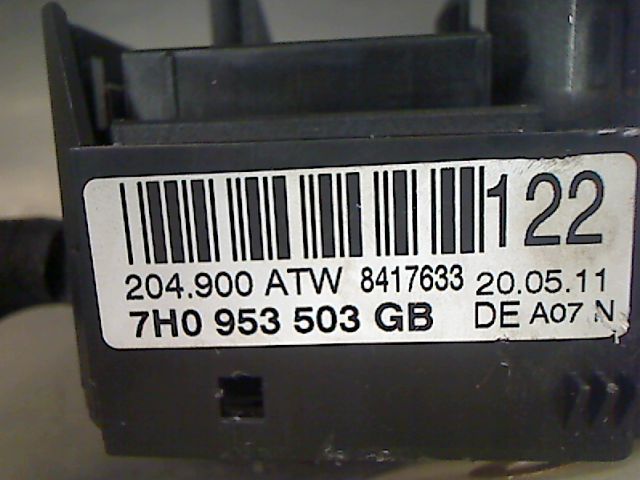 122
204.900 ATW 8417633 20.05.11
7H0 953 503 GB DE A07 N